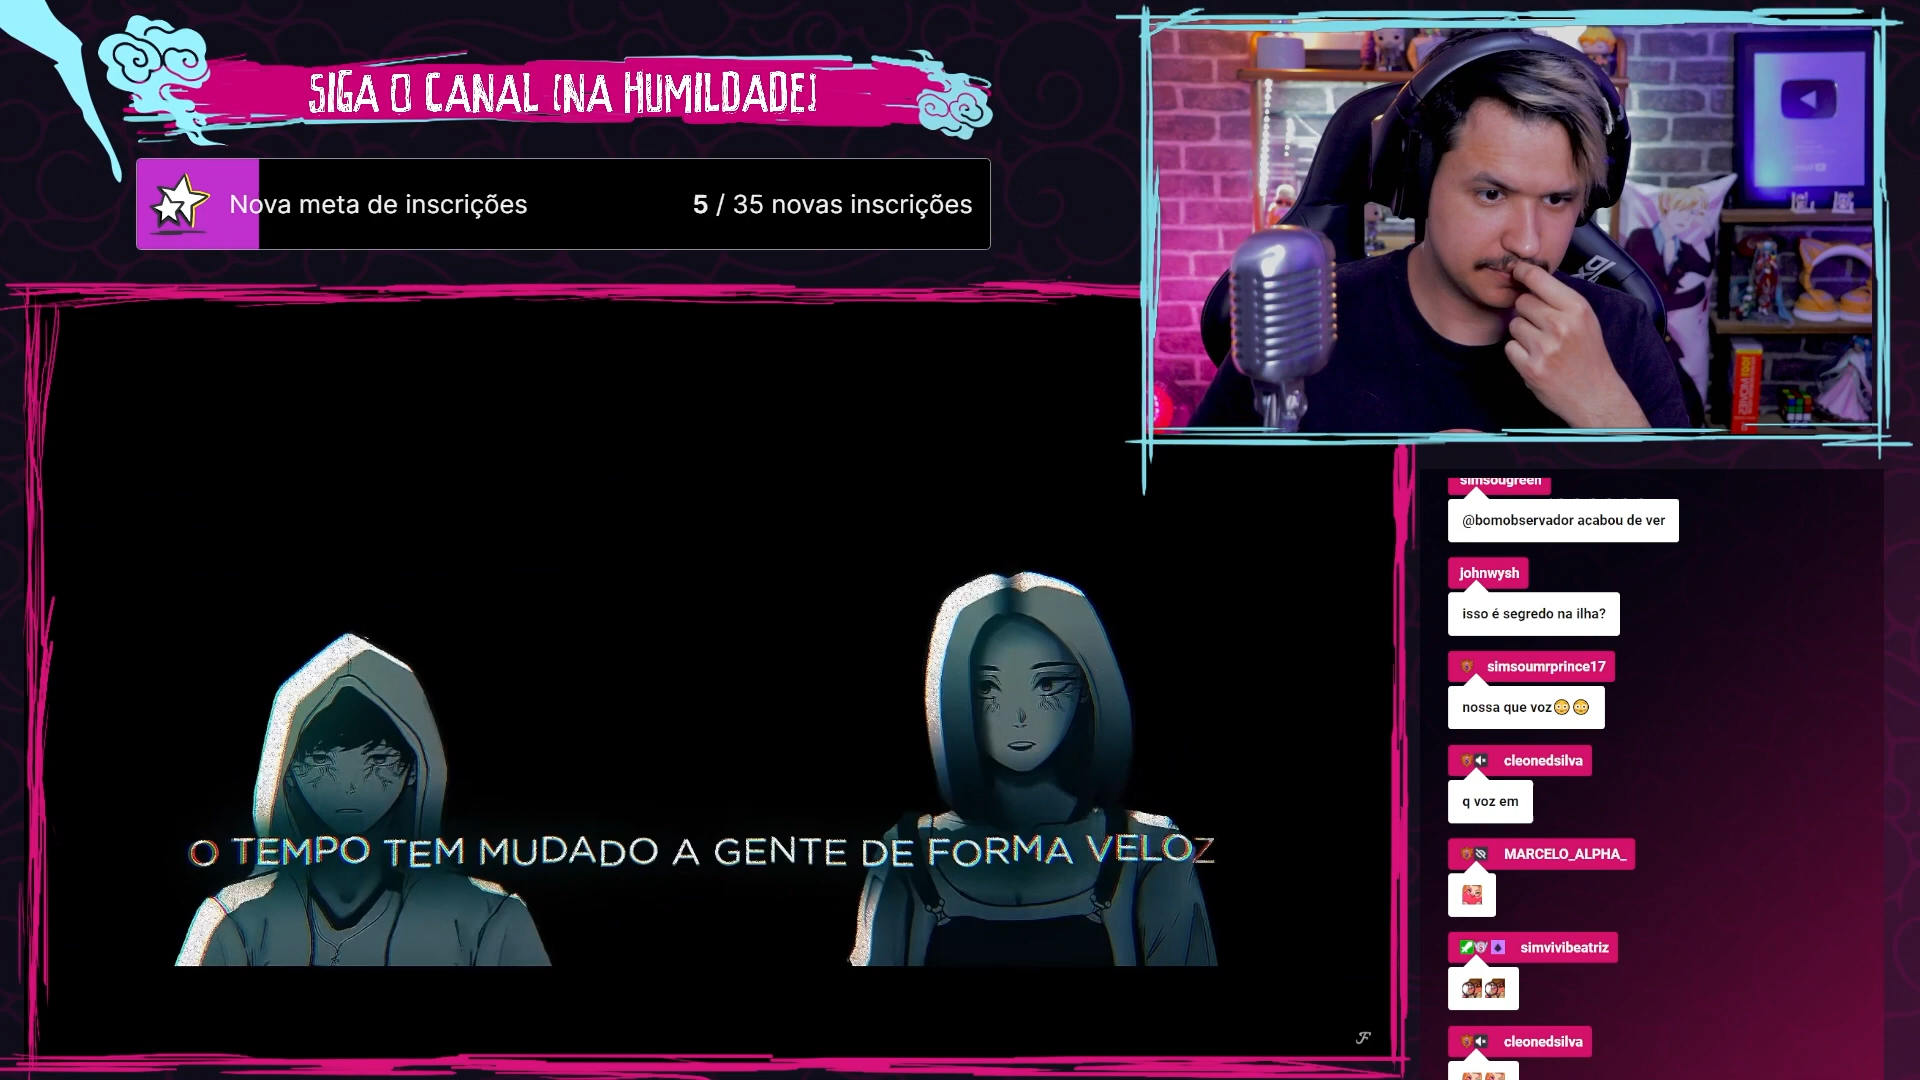 SIGA O CANAL (NA HUMILDADE)
Nova meta de inscrições
5 / 35 novas inscrições
O TEMPO TEM MUDADO A GENTE DE FORMA VELOZ
simsougreen
@bomobservador acabou de ver
johnwysh
isso é segredo na ilha?
simsoumrprince17
nossa que voz😳😳
cleonedsilva
q voz em
MARCELO_ALPHA_
simvivibeatriz
cleonedsilva